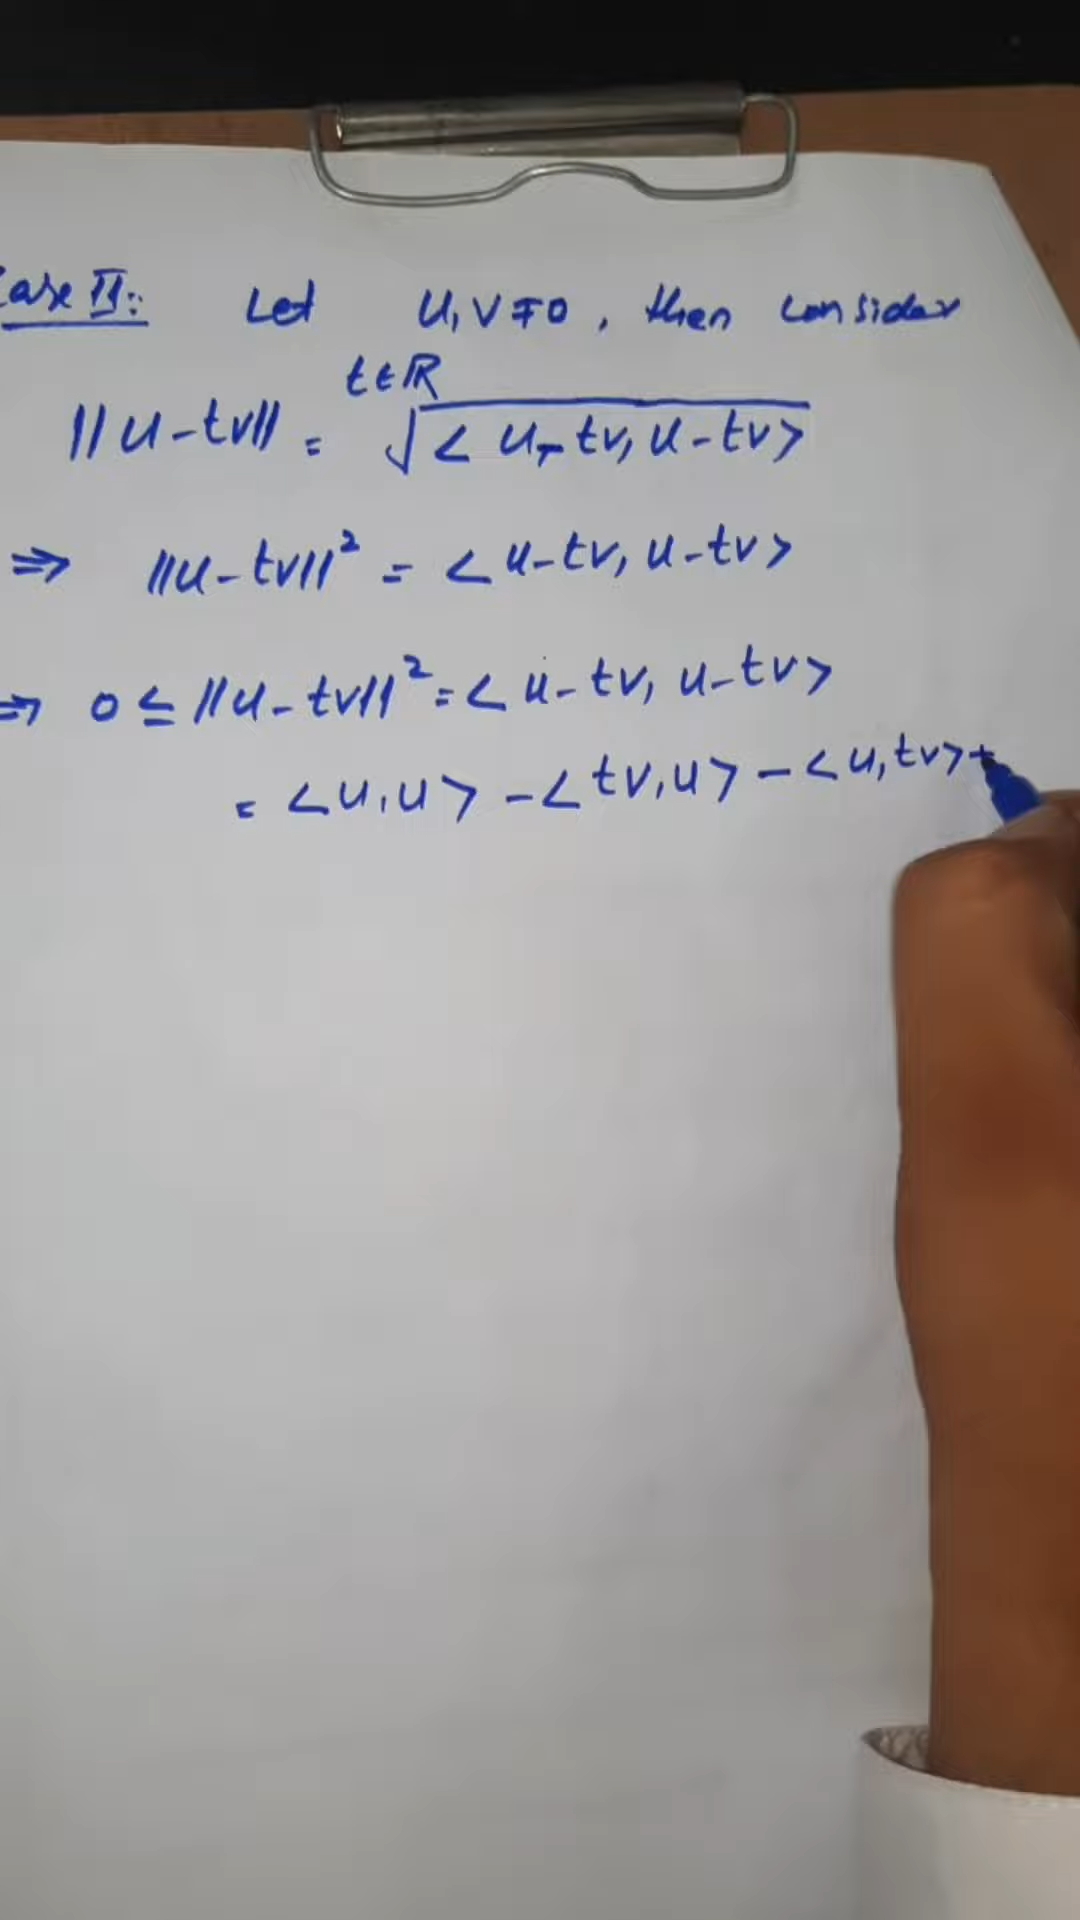 Case II: Let u, v ≠ 0, then consider
t ∈ ℝ
||u - tv|| = √< u - tv, u - tv >
⇒ ||u - tv||² = < u - tv, u - tv >
⇒ 0 ≤ ||u - tv||² = < u - tv, u - tv >
= < u, u > - < tv, u > - < u, tv > +